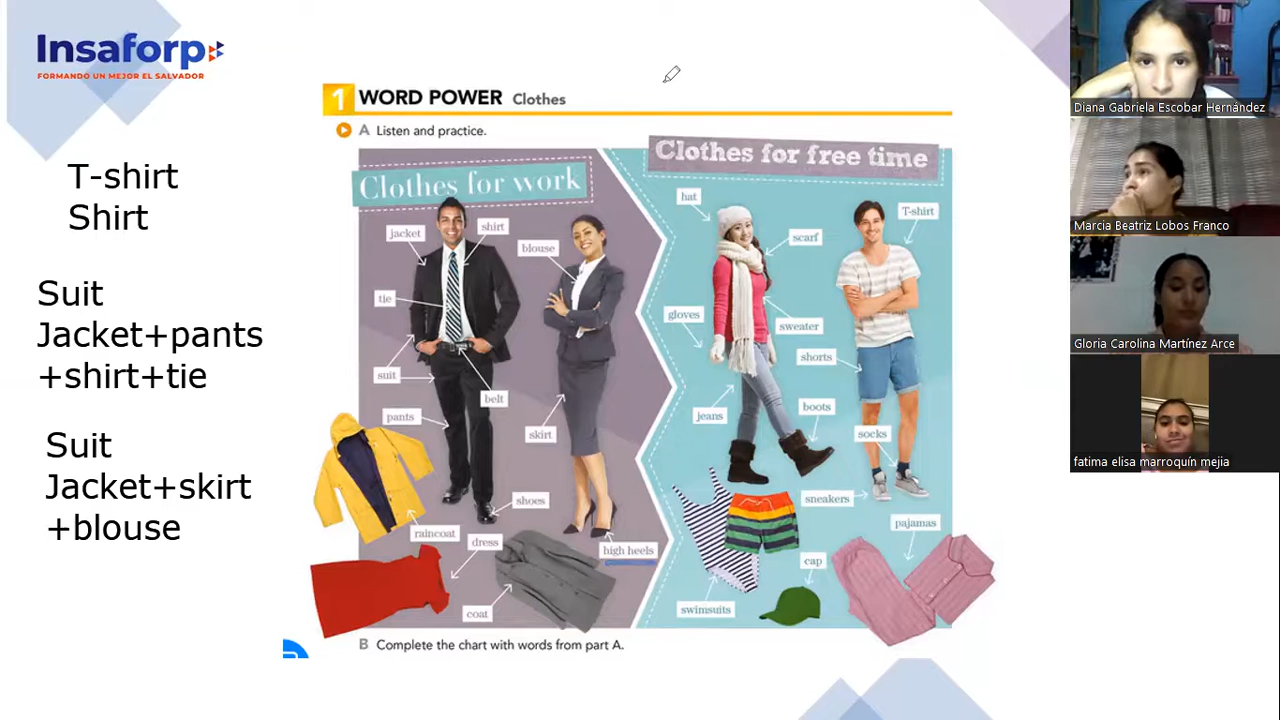 Insaforp
FORMANDO UN MEJOR EL SALVADOR
T-shirt
Shirt
Suit
Jacket+pants
+shirt+tie
Suit
Jacket+skirt
+blouse
1 WORD POWER Clothes
A Listen and practice.
Clothes for work
jacket
shirt
blouse
tie
suit
belt
pants
skirt
shoes
raincoat
dress
high heels
coat
Clothes for free time
hat
T-shirt
scarf
gloves
sweater
shorts
jeans
boots
socks
sneakers
pajamas
cap
swimsuits
B Complete the chart with words from part A.
Diana Gabriela Escobar Hernández
Marcia Beatriz Lobos Franco
Gloria Carolina Martínez Arce
fatima elisa marroquín mejia